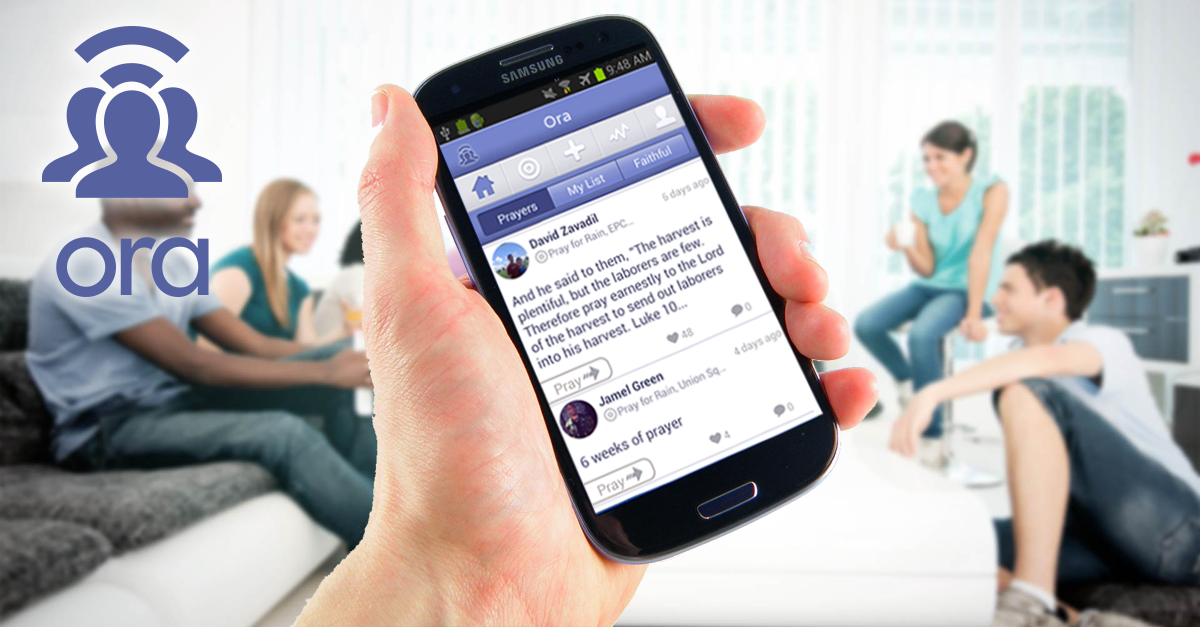 ora
SAMSUNG
9:48 AM
Ora
Prayers
My List
Faithful
David Zavadil
6 days ago
Pray for Rain, EPC...
And he said to them, "The harvest is
plentiful, but the laborers are few.
Therefore pray earnestly to the Lord
of the harvest to send out laborers
into his harvest. Luke 10...
48
0
Pray
Jamel Green
4 days ago
Pray for Rain, Union Sq...
6 weeks of prayer
4
0
Pray